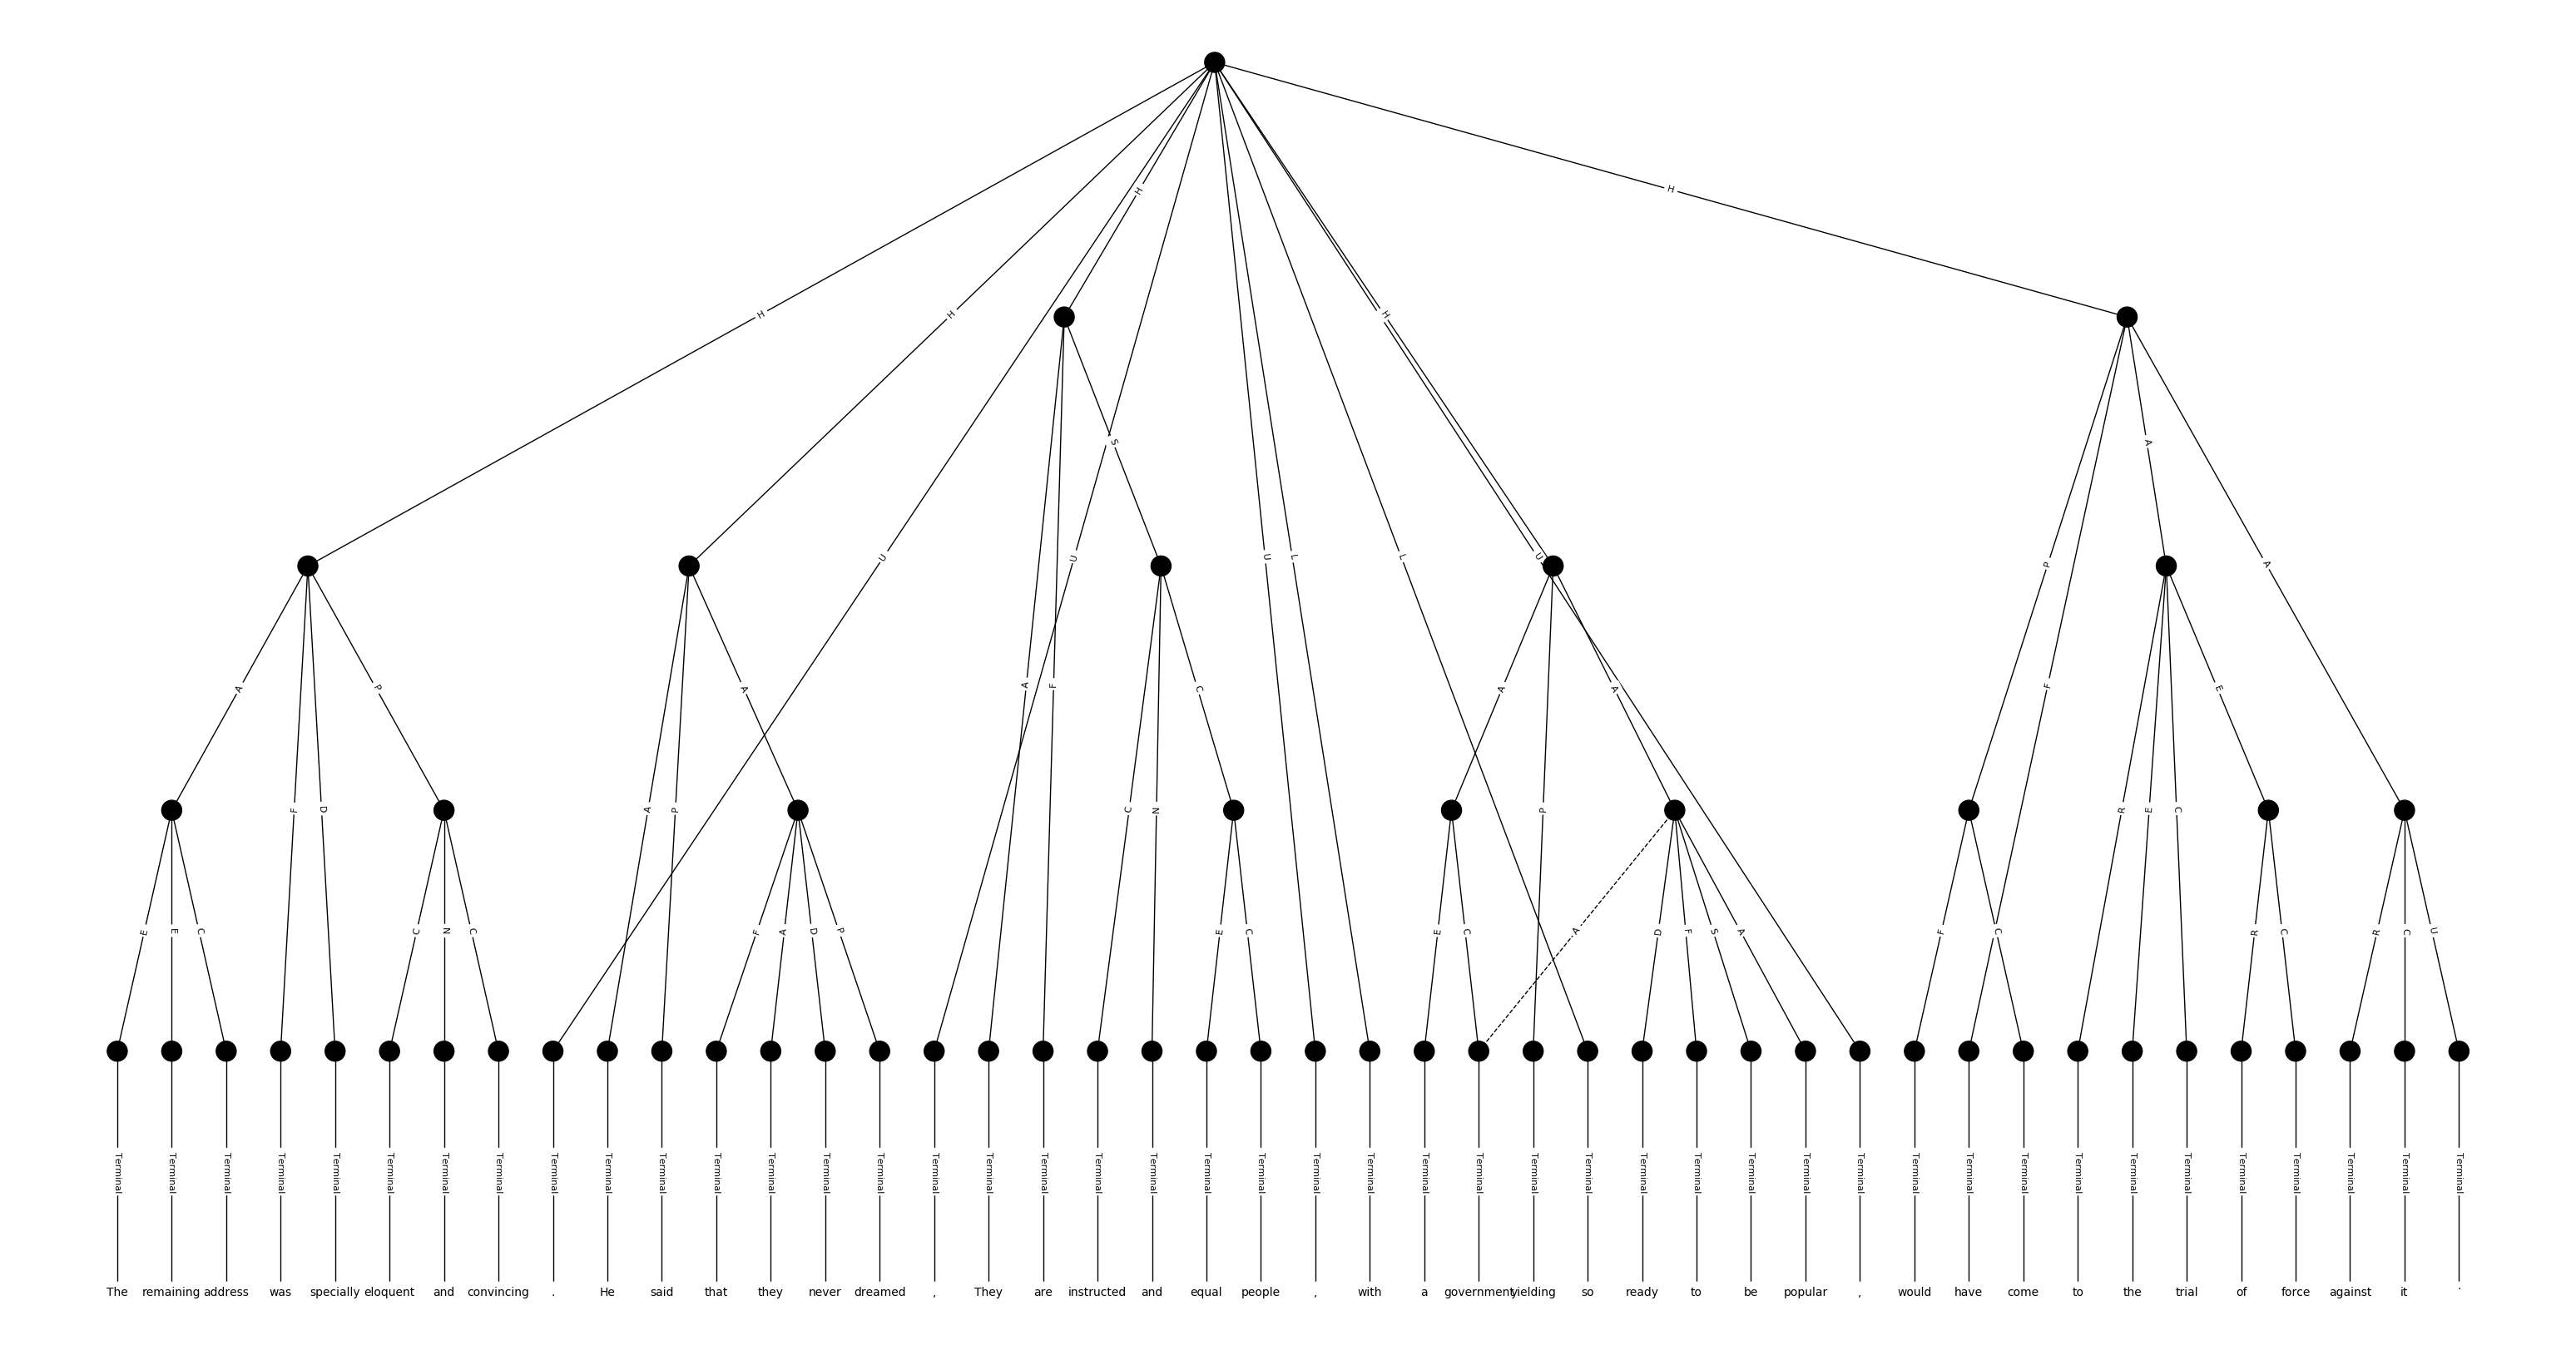 H
H
H
H
H
S
A
U
U
L
L
U
P
A
P
F
A
A
F
A
P
A
C
A
A
E
F
D
A
P
C
N
P
R
E
C
E
E
C
C
N
C
F
A
D
P
E
C
E
C
A
D
F
S
A
F
C
R
C
R
C
U
Terminal Terminal Terminal Terminal Terminal Terminal Terminal Terminal Terminal Terminal Terminal Terminal Terminal Terminal Terminal Terminal Terminal Terminal Terminal Terminal Terminal Terminal Terminal Terminal Terminal Terminal Terminal Terminal Terminal Terminal Terminal Terminal Terminal Terminal Terminal Terminal Terminal Terminal Terminal Terminal Terminal Terminal Terminal Terminal
The remaining address was specially eloquent and convincing . He said that they never dreamed , They are instructed and equal people , with a government yielding so ready to be popular , would have come to the trial of force against it .